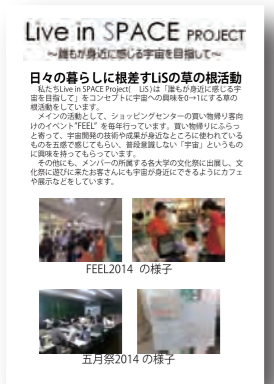 Live in SPACE PROJECT
～誰もが身近に感じる宇宙を目指して～
日々の暮らしに根差すLiSの草の根活動
私たちLive in SPACE Project( LiS)は「誰もが身近に感じる宇
宙を目指して」をコンセプトに宇宙への興味を0→1にする草の
根活動をしています。
メインの活動として、ショッピングセンターの買い物帰り客向
けのイベント"FEEL"を毎年行っています。買い物帰りにふらっ
と寄って、宇宙開発の技術や成果が身近なところに使われている
ものを五感で感じてもらい、普段意識しない「宇宙」というもの
に興味を持ってもらっています。
その他にも、メンバーの所属する各大学の文化祭に出展し、文
化祭に遊びに来たお客さんにも宇宙が身近にできるようにカフェ
や展示などをしています。
FEEL2014 の様子
五月祭2014 の様子